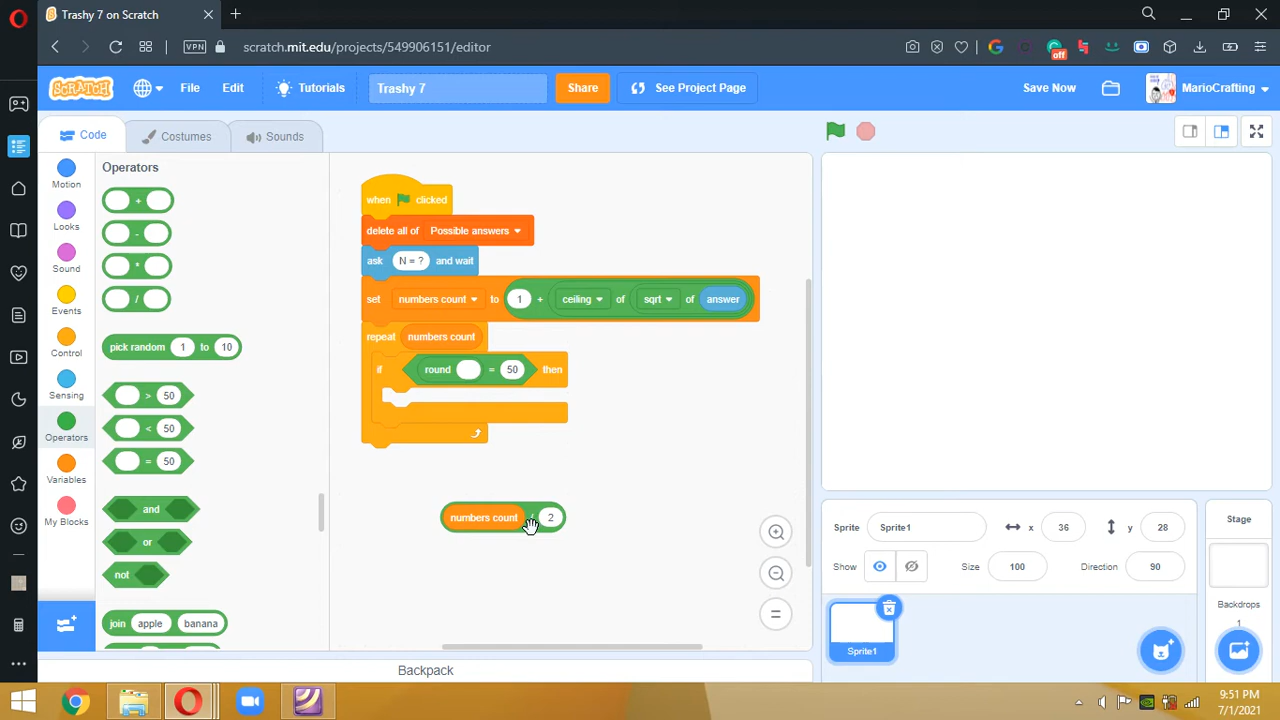 Trashy 7 on Scratch
VPN scratch.mit.edu/projects/549906151/editor
off
SCRATCH File Edit Tutorials Trashy 7 Share See Project Page Save Now MarioCrafting
Code Costumes Sounds
Motion
Looks
Sound
Events
Control
Sensing
Operators
Variables
My Blocks
Operators
+
-
*
/
pick random 1 to 10
> 50
< 50
= 50
and
or
not
join apple banana
when clicked
delete all of Possible answers
ask N = ? and wait
set numbers count to 1 + ceiling of sqrt of answer
repeat numbers count
if round = 50 then
numbers count / 2
Backpack
Sprite Sprite1 x 36 y 28
Show Size 100 Direction 90
Sprite1
Stage
Backdrops
1
9:51 PM
7/1/2021